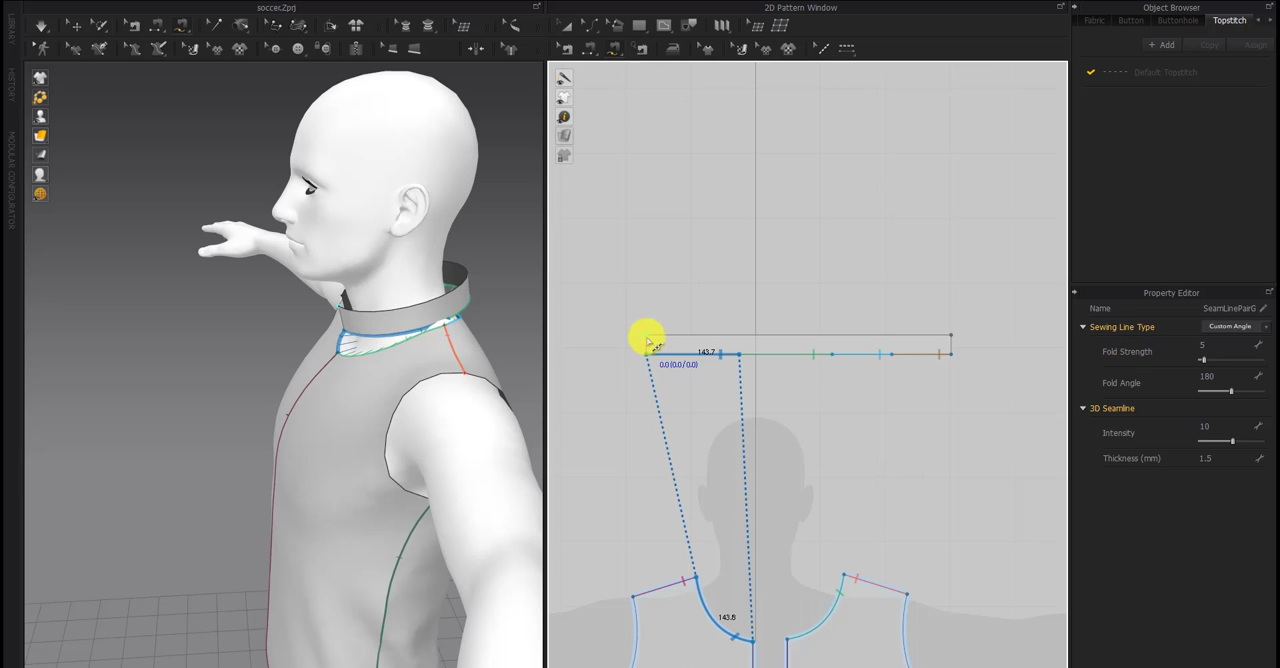 soccer.Zprj
2D Pattern Window
Object Browser
LIBRARY
HISTORY
MODULAR CONFIGURATOR
Fabric
Button
Buttonhole
Topstitch
+ Add
Copy
Assign
Default Topstitch
143.7
0.0 (0.0 / 0.0)
143.8
Property Editor
Name
SeamLinePairG
Sewing Line Type
Custom Angle
Fold Strength
5
Fold Angle
180
3D Seamline
Intensity
10
Thickness (mm)
1.5